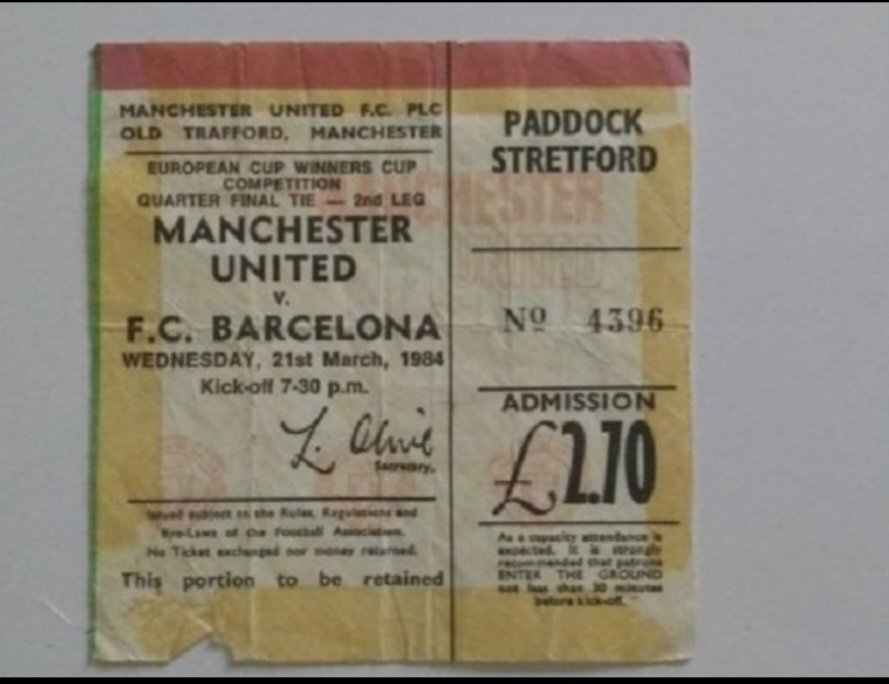 MANCHESTER UNITED F.C. PLC
OLD TRAFFORD, MANCHESTER
EUROPEAN CUP WINNERS CUP
COMPETITION
QUARTER FINAL TIE — 2nd LEG
MANCHESTER
UNITED
v.
F.C. BARCELONA
WEDNESDAY, 21st March, 1984
Kick-off 7-30 p.m.
L. Olive
Secretary.
Issued subject to the Rules, Regulations and
Bye-Laws of the Football Association.
No Ticket exchanged nor money returned.
This portion to be retained
PADDOCK
STRETFORD
Nº 4396
ADMISSION
£2.70
As a capacity attendance is
expected. It is strongly
recommended that patrons
ENTER THE GROUND
not less than 30 minutes
before kick-off.